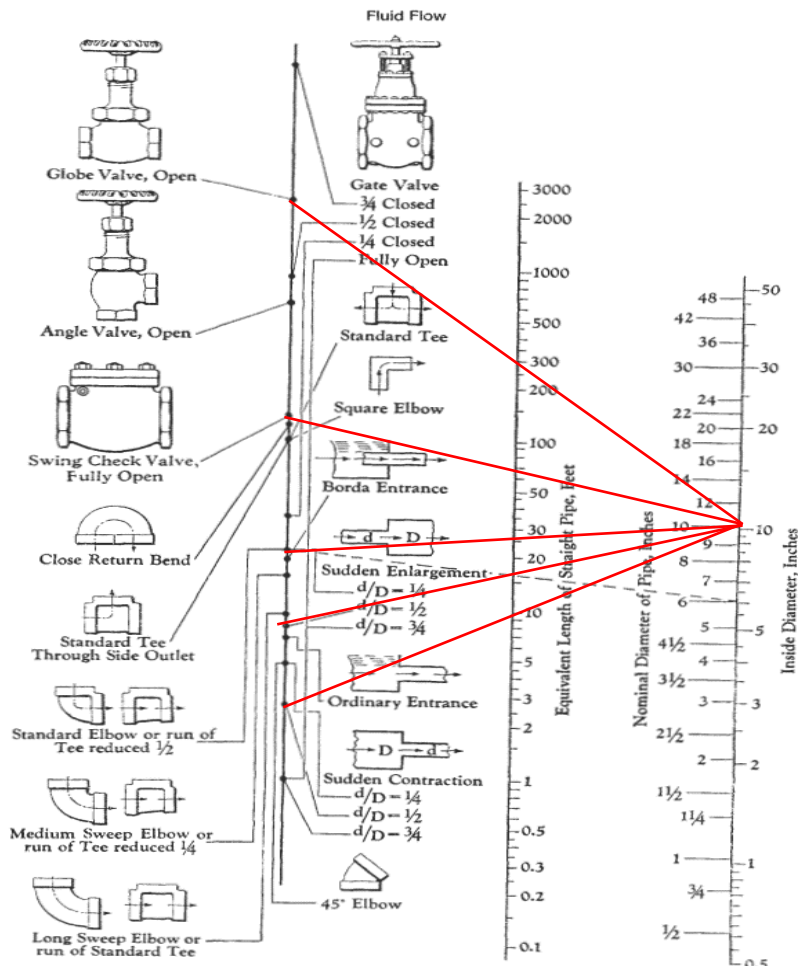 Fluid Flow
Globe Valve, Open
Angle Valve, Open
Swing Check Valve,
Fully Open
Close Return Bend
Standard Tee
Through Side Outlet
Standard Elbow or run of
Tee reduced ½
Medium Sweep Elbow or
run of Tee reduced ¼
Long Sweep Elbow or
run of Standard Tee
Gate Valve
¾ Closed
½ Closed
¼ Closed
Fully Open
Standard Tee
Square Elbow
Borda Entrance
d
D
Sudden Enlargement
d/D = ¼
d/D = ½
d/D = ¾
Ordinary Entrance
D
d
Sudden Contraction
d/D = ¼
d/D = ½
d/D = ¾
45° Elbow
3000
2000
1000
500
300
200
100
50
30
20
10
5
3
2
1
0.5
0.3
0.2
0.1
Equivalent Length of Straight Pipe, Feet
48
42
36
30
24
22
20
18
16
14
12
10
9
8
7
6
5
4½
4
3½
3
2½
2
1½
1¼
1
¾
½
Nominal Diameter of Pipe, Inches
50
30
20
10
5
3
2
1
0.5
Inside Diameter, Inches